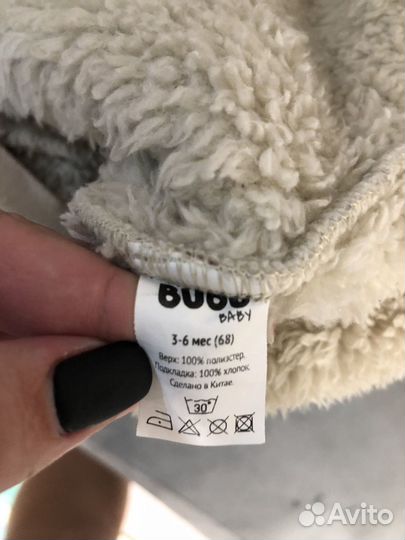 BABY
3-6 мес (68)
Верх: 100% полиэстер.
Подкладка: 100% хлопок.
Сделано в Китае.
30°
Avito